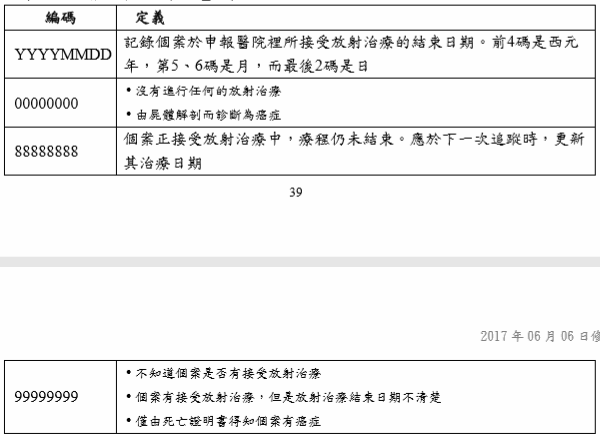 編碼 定義
YYYYMMDD 記錄個案於申報醫院裡所接受放射治療的結束日期。前4碼是西元
年，第5、6碼是月，而最後2碼是日
00000000 •沒有進行任何的放射治療
•由屍體解剖而診斷為癌症
88888888 個案正接受放射治療中，療程仍未結束。應於下一次追蹤時，更新
其治療日期
39
2017 年 06 月 06 日修
99999999 •不知道個案是否有接受放射治療
•個案有接受放射治療，但是放射治療結束日期不清楚
•僅由死亡證明書得知個案有癌症